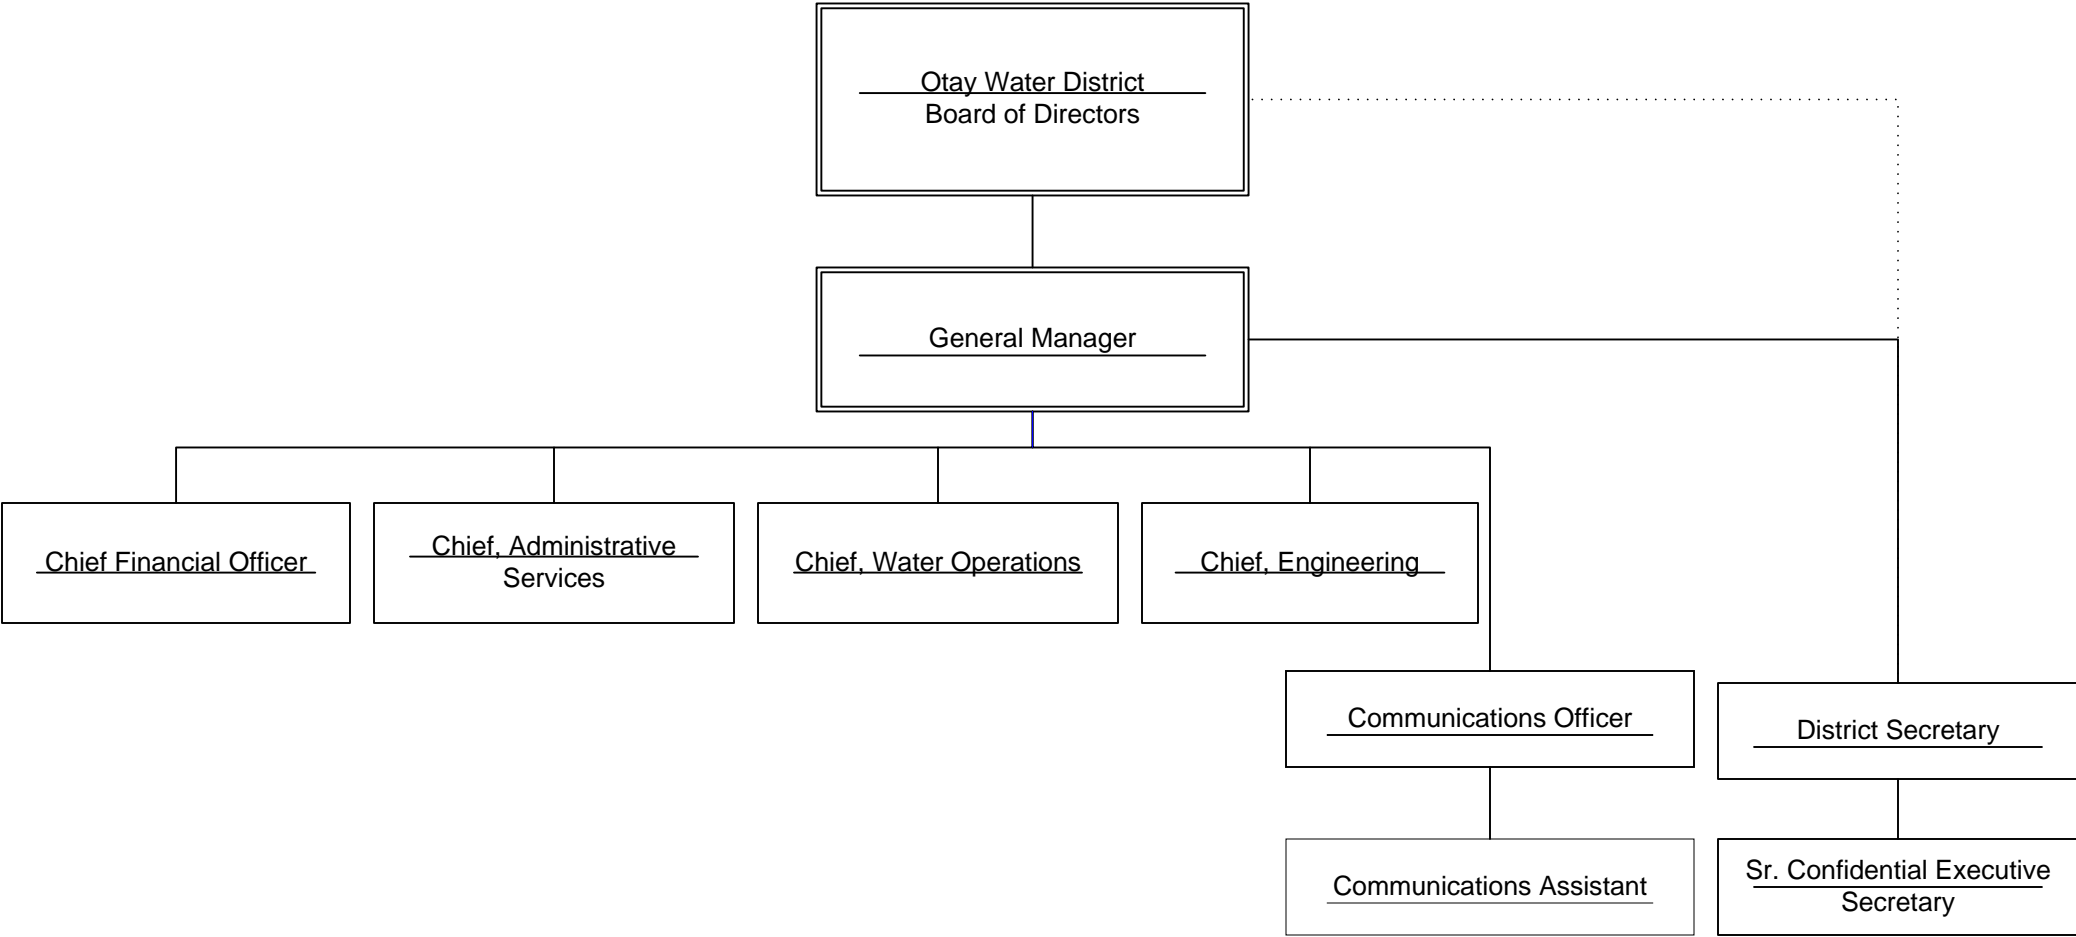 Otay Water District
Board of Directors
General Manager
Chief Financial Officer
Chief, Administrative
Services
Chief, Water Operations
Chief, Engineering
Communications Officer
District Secretary
Communications Assistant
Sr. Confidential Executive
Secretary